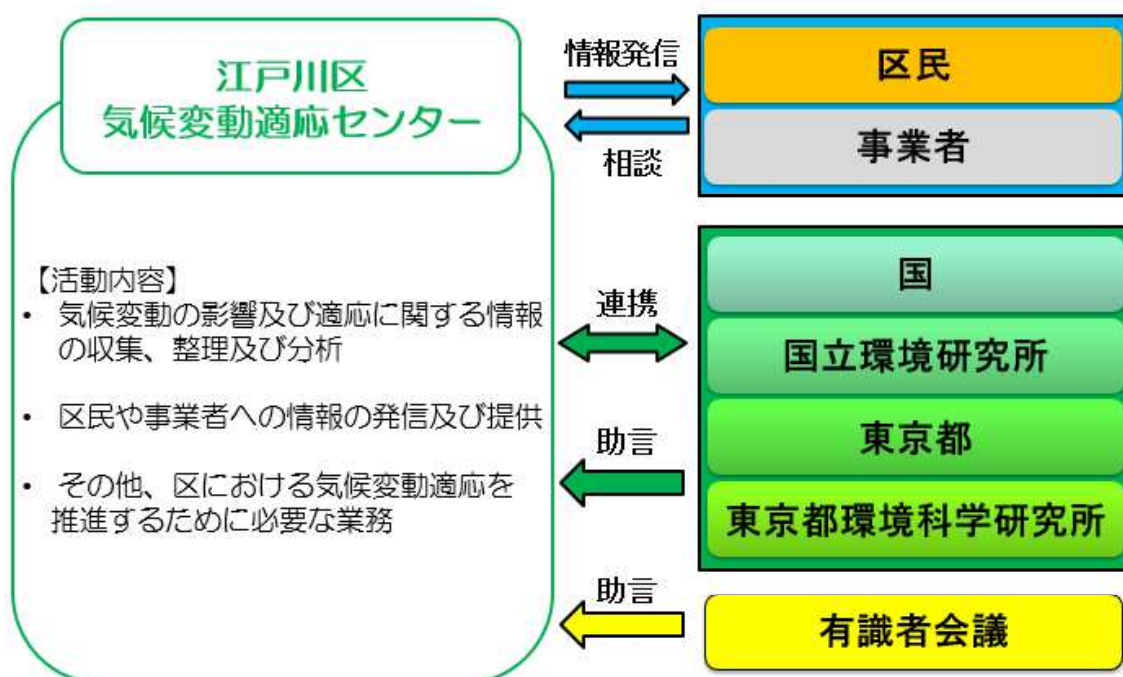 江戸川区
気候変動適応センター
【活動内容】
• 気候変動の影響及び適応に関する情報
の収集、整理及び分析
• 区民や事業者への情報の発信及び提供
• その他、区における気候変動適応を
推進するために必要な業務
情報発信
相談
区民
事業者
連携
助言
国
国立環境研究所
東京都
東京都環境科学研究所
助言
有識者会議